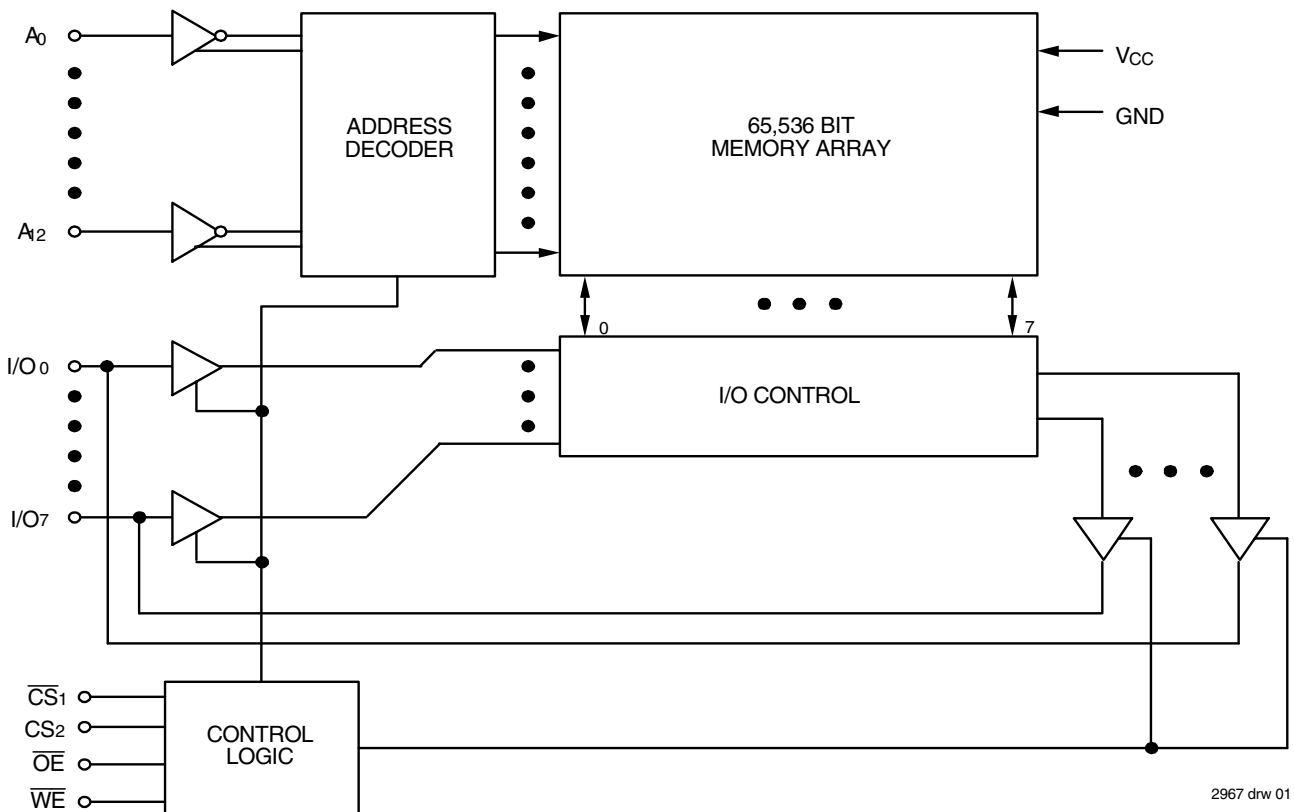 A0
VCC
GND
ADDRESS
DECODER
65,536 BIT
MEMORY ARRAY
A12
0
7
I/O 0
I/O CONTROL
I/O7
CS1
CS2
OE
WE
CONTROL
LOGIC
2967 drw 01